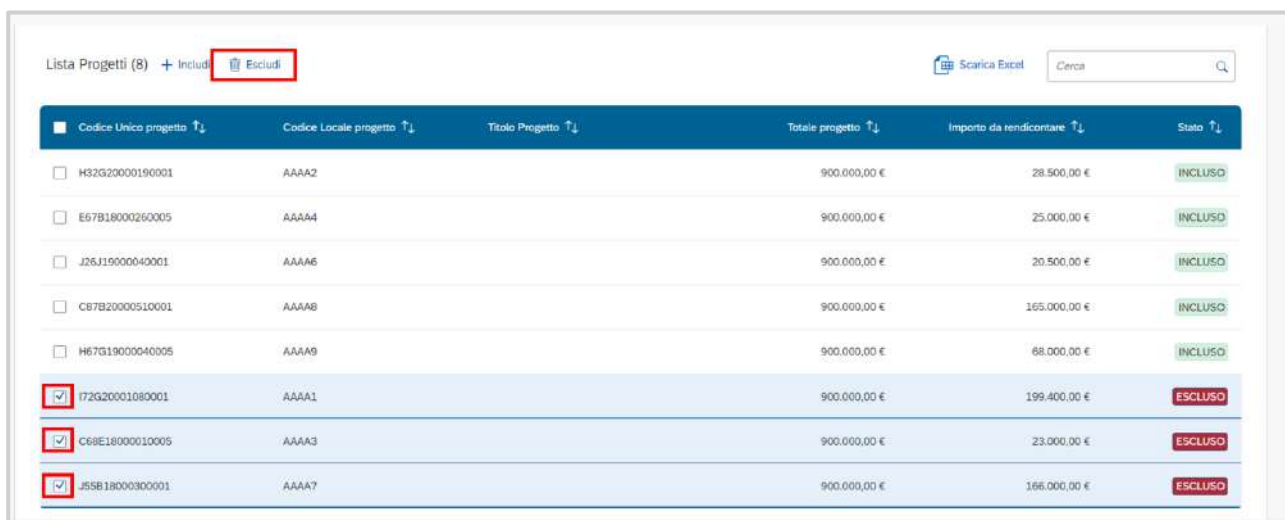 Lista Progetti (8) + Includi Escludi Scarica Excel Cerca
Codice Unico progetto Codice Locale progetto Titolo Progetto Totale progetto Importo da rendicontare Stato
H32G20000190001 AAAA2 900.000,00 € 28.500,00 € INCLUSO
E67B18000260005 AAAA4 900.000,00 € 25.000,00 € INCLUSO
J26J19000040001 AAAA6 900.000,00 € 20.500,00 € INCLUSO
C87B20000510001 AAAA8 900.000,00 € 165.000,00 € INCLUSO
H67G19000040005 AAAA9 900.000,00 € 68.000,00 € INCLUSO
I72G20001080001 AAAA1 900.000,00 € 199.400,00 € ESCLUSO
C68E18000010005 AAAA3 900.000,00 € 23.000,00 € ESCLUSO
J55B18000300001 AAAA7 900.000,00 € 166.000,00 € ESCLUSO